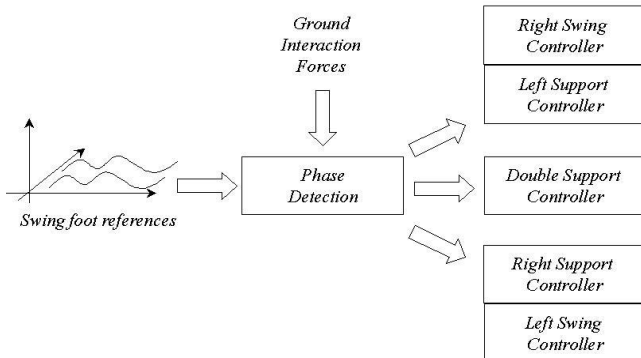 Ground
Interaction
Forces
Right Swing
Controller
Left Support
Controller
Phase
Detection
Double Support
Controller
Swing foot references
Right Support
Controller
Left Swing
Controller